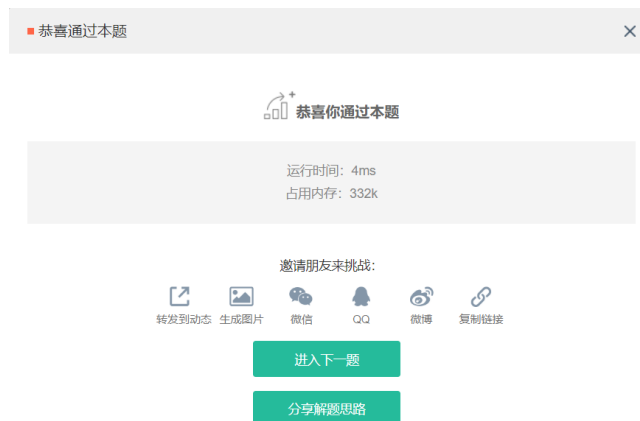 恭喜通过本题
恭喜你通过本题
运行时间：4ms
占用内存：332k
邀请朋友来挑战：
转发到动态 生成图片 微信 QQ 微博 复制链接
进入下一题
分享解题思路